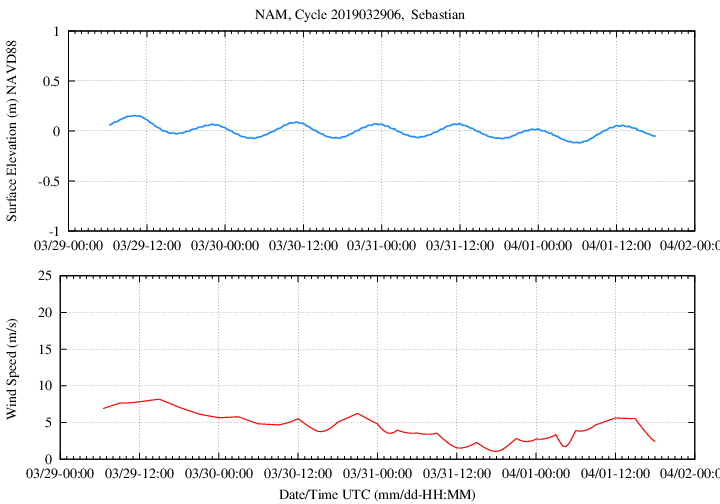 NAM, Cycle 2019032906, Sebastian
Surface Elevation (m) NAVD88
1
0.5
0
-0.5
-1
03/29-00:00 03/29-12:00 03/30-00:00 03/30-12:00 03/31-00:00 03/31-12:00 04/01-00:00 04/01-12:00 04/02-00:00
Wind Speed (m/s)
25
20
15
10
5
0
03/29-00:00 03/29-12:00 03/30-00:00 03/30-12:00 03/31-00:00 03/31-12:00 04/01-00:00 04/01-12:00 04/02-00:00
Date/Time UTC (mm/dd-HH:MM)